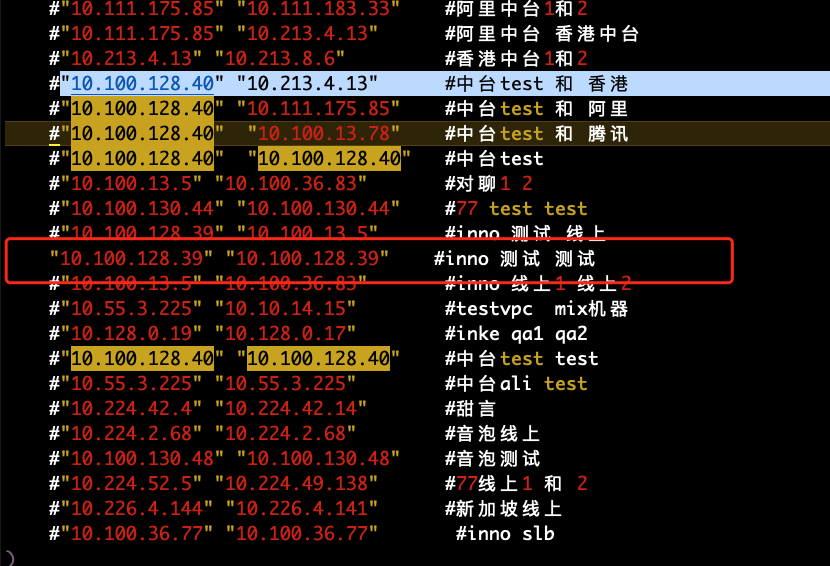 #"10.111.175.85" "10.111.183.33" #阿里中台1和2
#"10.111.175.85" "10.213.4.13" #阿里中台 香港中台
#"10.213.4.13" "10.213.8.6" #香港中台1和2
#"10.100.128.40" "10.213.4.13" #中台test 和 香港
#"10.100.128.40" "10.111.175.85" #中台test 和 阿里
#"10.100.128.40" "10.100.13.78" #中台test 和 腾讯
#"10.100.128.40" "10.100.128.40" #中台test
#"10.100.13.5" "10.100.36.83" #对聊1 2
#"10.100.130.44" "10.100.130.44" #77 test test
#"10.100.128.39" "10.100.13.5" #inno 测试 线上
"10.100.128.39" "10.100.128.39" #inno 测试 测试
#"10.100.13.5" "10.100.36.83" #inno 线上1 线上2
#"10.55.3.225" "10.10.14.15" #testvpc mix机器
#"10.128.0.19" "10.128.0.17" #inke qa1 qa2
#"10.100.128.40" "10.100.128.40" #中台test test
#"10.55.3.225" "10.55.3.225" #中台ali test
#"10.224.42.4" "10.224.42.14" #甜言
#"10.224.2.68" "10.224.2.68" #音泡线上
#"10.100.130.48" "10.100.130.48" #音泡测试
#"10.224.52.5" "10.224.49.138" #77线上1 和 2
#"10.226.4.144" "10.226.4.141" #新加坡线上
#"10.100.36.77" "10.100.36.77" #inno slb
)